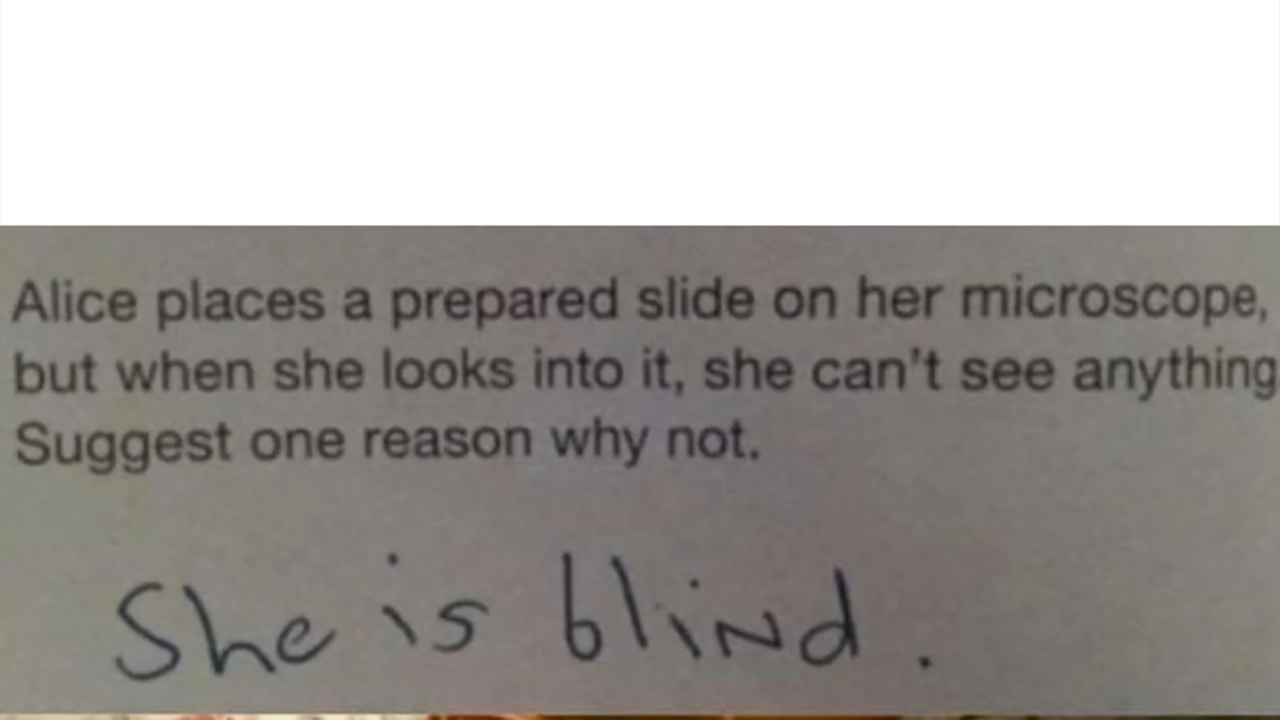 Alice places a prepared slide on her microscope,
but when she looks into it, she can't see anything
Suggest one reason why not.
She is blind.